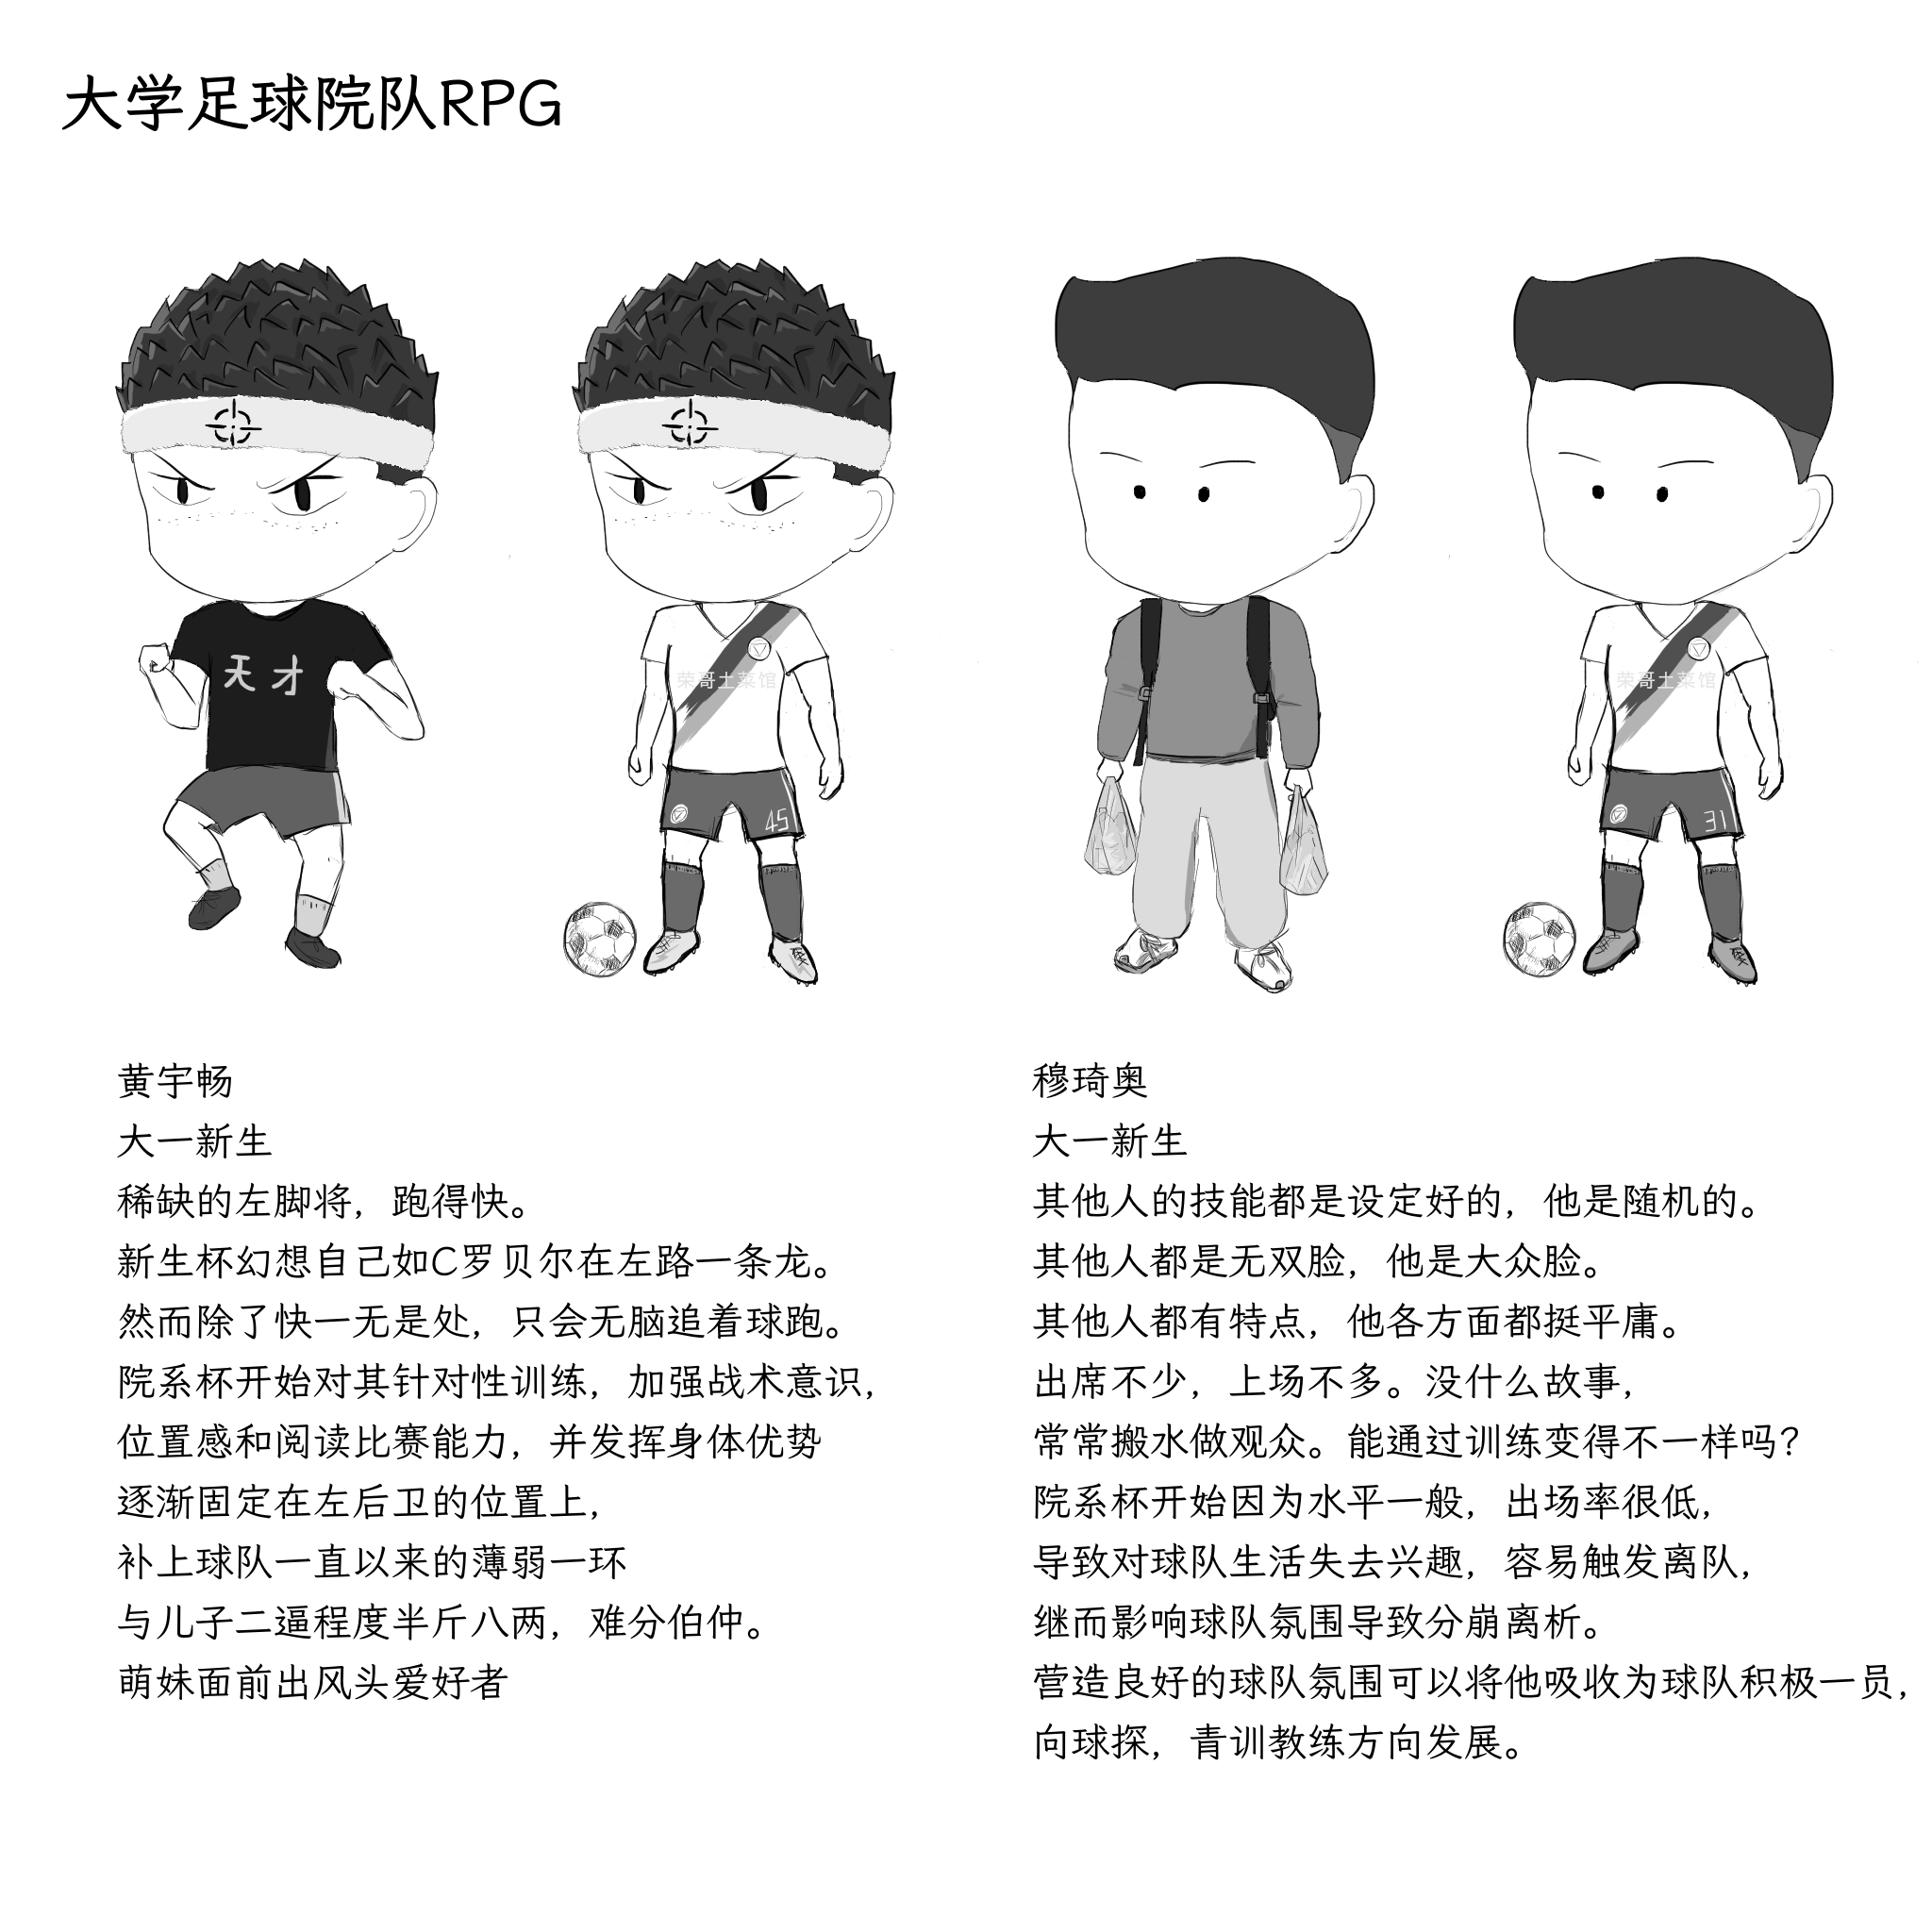 大学足球院队RPG
天才
荣哥土菜馆
45
荣哥土菜馆
31
黄宇畅
大一新生
稀缺的左脚将，跑得快。
新生杯幻想自己如C罗贝尔在左路一条龙。
然而除了快一无是处，只会无脑追着球跑。
院系杯开始对其针对性训练，加强战术意识，
位置感和阅读比赛能力，并发挥身体优势
逐渐固定在左后卫的位置上，
补上球队一直以来的薄弱一环
与儿子二逼程度半斤八两，难分伯仲。
萌妹面前出风头爱好者
穆琦奥
大一新生
其他人的技能都是设定好的，他是随机的。
其他人都是无双脸，他是大众脸。
其他人都有特点，他各方面都挺平庸。
出席不少，上场不多。没什么故事，
常常搬水做观众。能通过训练变得不一样吗？
院系杯开始因为水平一般，出场率很低，
导致对球队生活失去兴趣，容易触发离队，
继而影响球队氛围导致分崩离析。
营造良好的球队氛围可以将他吸收为球队积极一员，
向球探，青训教练方向发展。